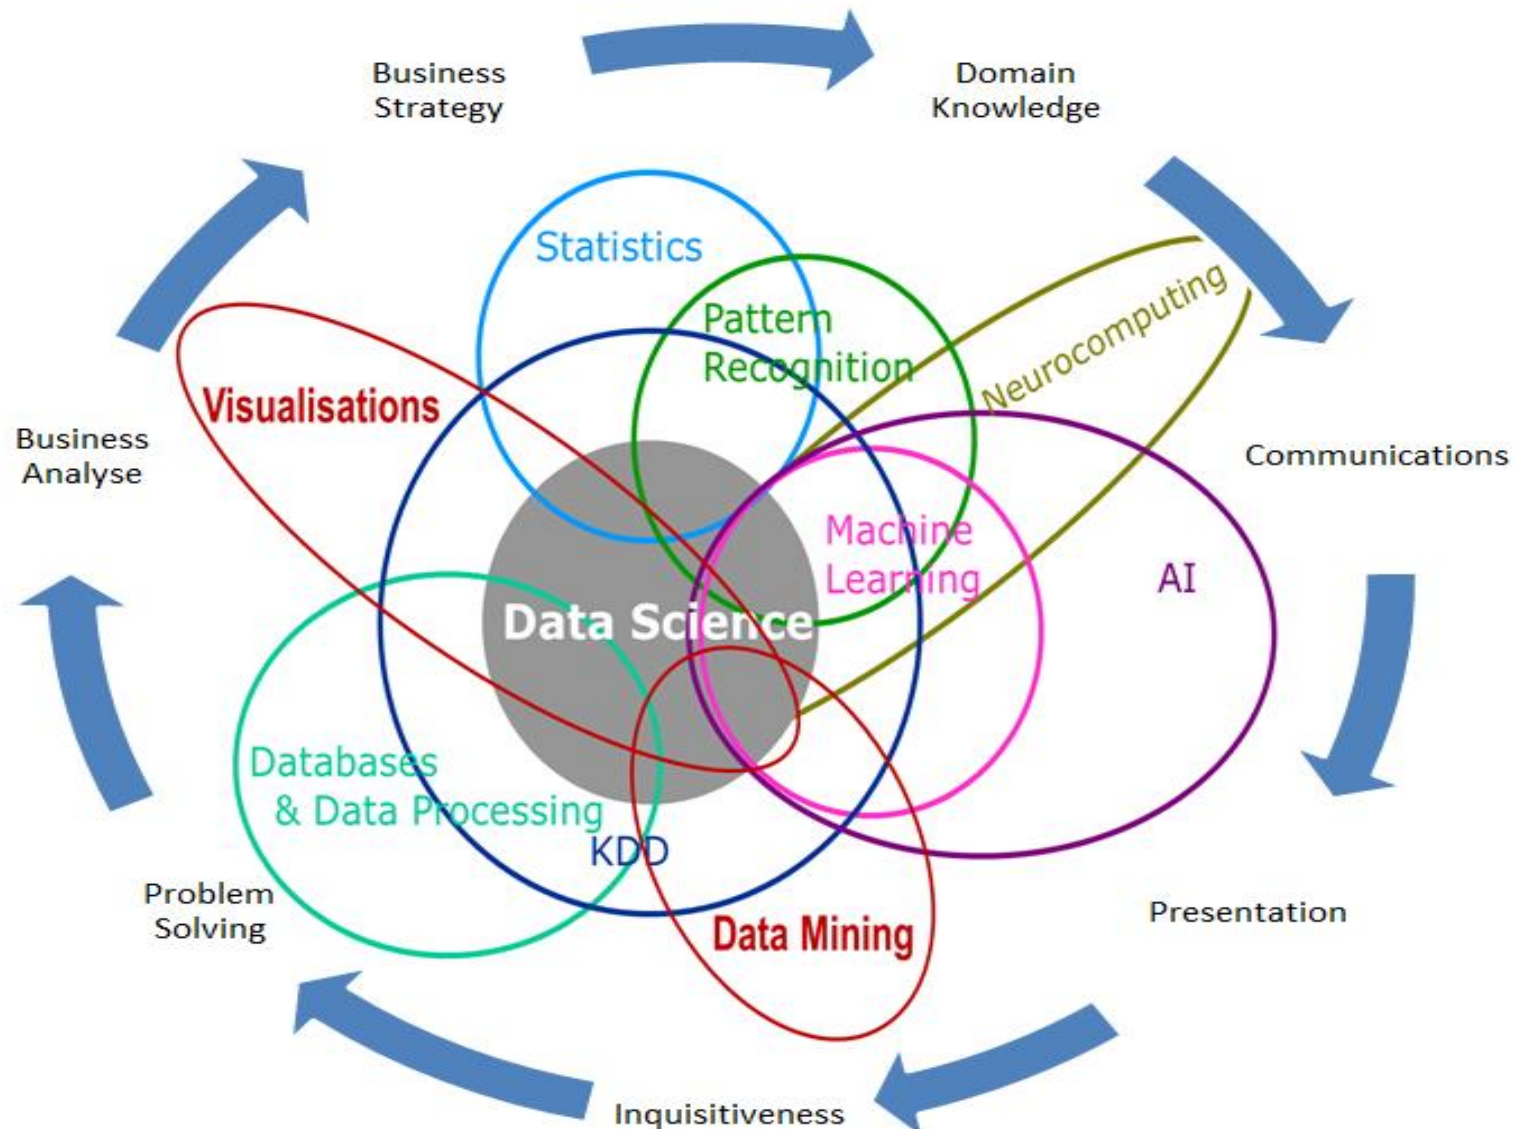 Business
Strategy
Domain
Knowledge
Statistics
Pattern
Recognition
Neurocomputing
Visualisations
Business
Analyse
Communications
Machine
Learning
AI
Data Science
Databases
& Data Processing
KDD
Problem
Solving
Data Mining
Presentation
Inquisitiveness